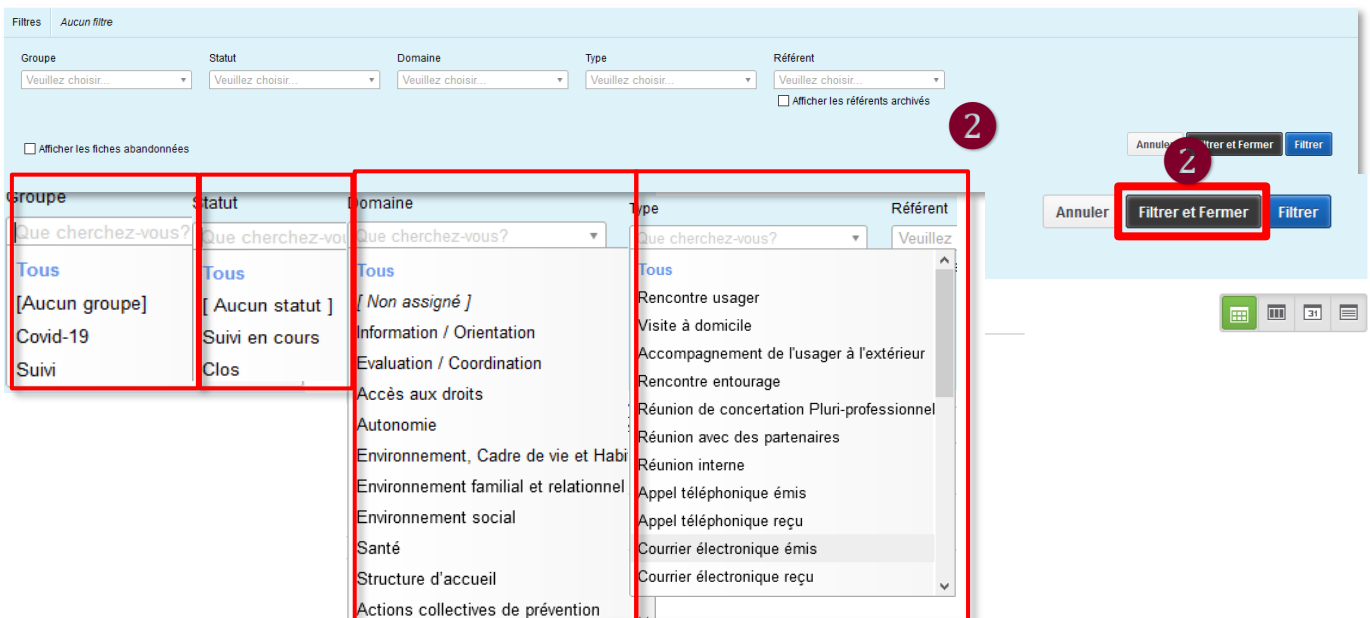 Filtres Aucun filtre
Groupe Statut Domaine Type Référent
Veuillez choisir... Veuillez choisir... Veuillez choisir... Veuillez choisir... Veuillez choisir...
Afficher les référents archivés
2
Afficher les fiches abandonnées
Annuler Filtrer et Fermer Filtrer
2
Groupe
Que cherchez-vous?
Tous
[Aucun groupe]
Covid-19
Suivi
Statut
Que cherchez-vou
Tous
[ Aucun statut ]
Suivi en cours
Clos
Domaine
Que cherchez-vous?
Tous
[ Non assigné ]
Information / Orientation
Evaluation / Coordination
Accès aux droits
Autonomie
Environnement, Cadre de vie et Habi
Environnement familial et relationnel
Environnement social
Santé
Structure d'accueil
Actions collectives de prévention
Type
Que cherchez-vous?
Tous
Rencontre usager
Visite à domicile
Accompagnement de l'usager à l'extérieur
Rencontre entourage
Réunion de concertation Pluri-professionnel
Réunion avec des partenaires
Réunion interne
Appel téléphonique émis
Appel téléphonique reçu
Courrier électronique émis
Courrier électronique reçu
Référent
Veuillez
Annuler Filtrer et Fermer Filtrer
31